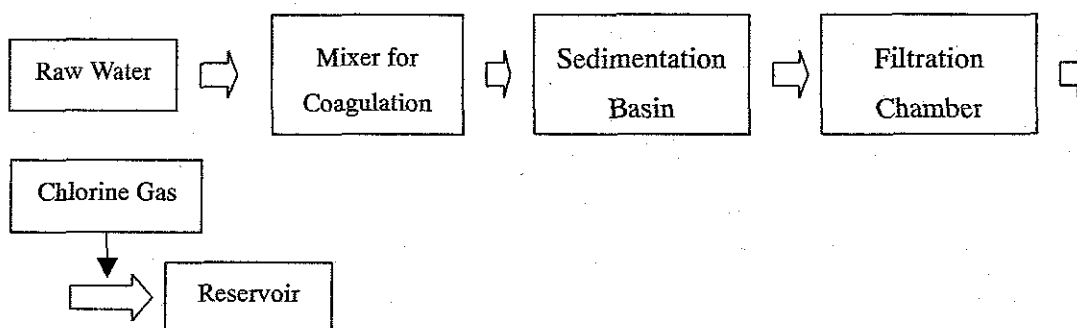 Raw Water
Mixer for
Coagulation
Sedimentation
Basin
Filtration
Chamber
Chlorine Gas
Reservoir